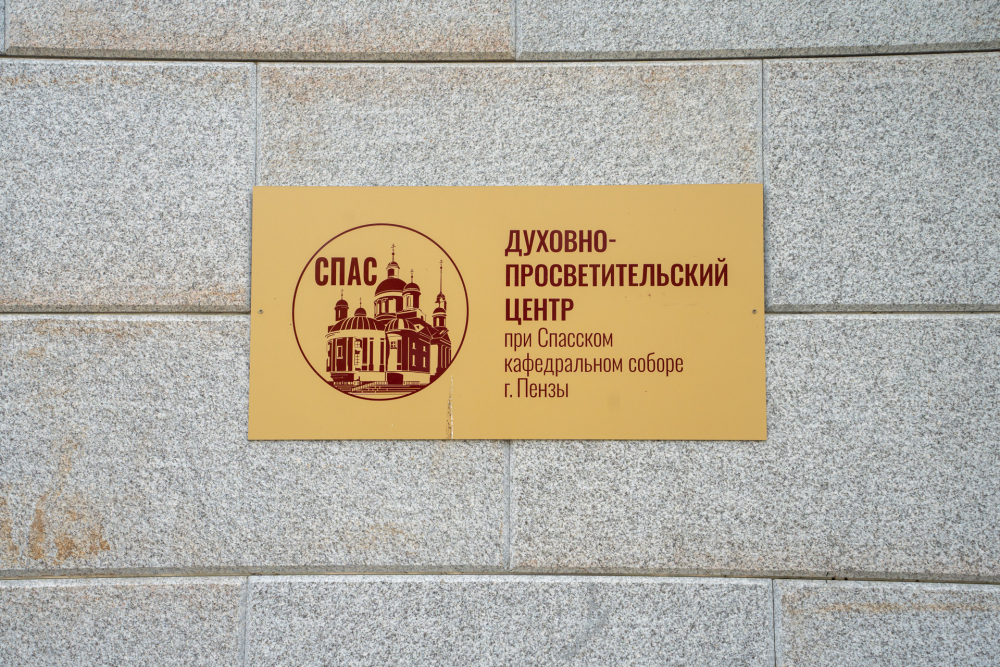 СПАС
ДУХОВНО-
ПРОСВЕТИТЕЛЬСКИЙ
ЦЕНТР
при Спасском
кафедральном соборе
г. Пензы